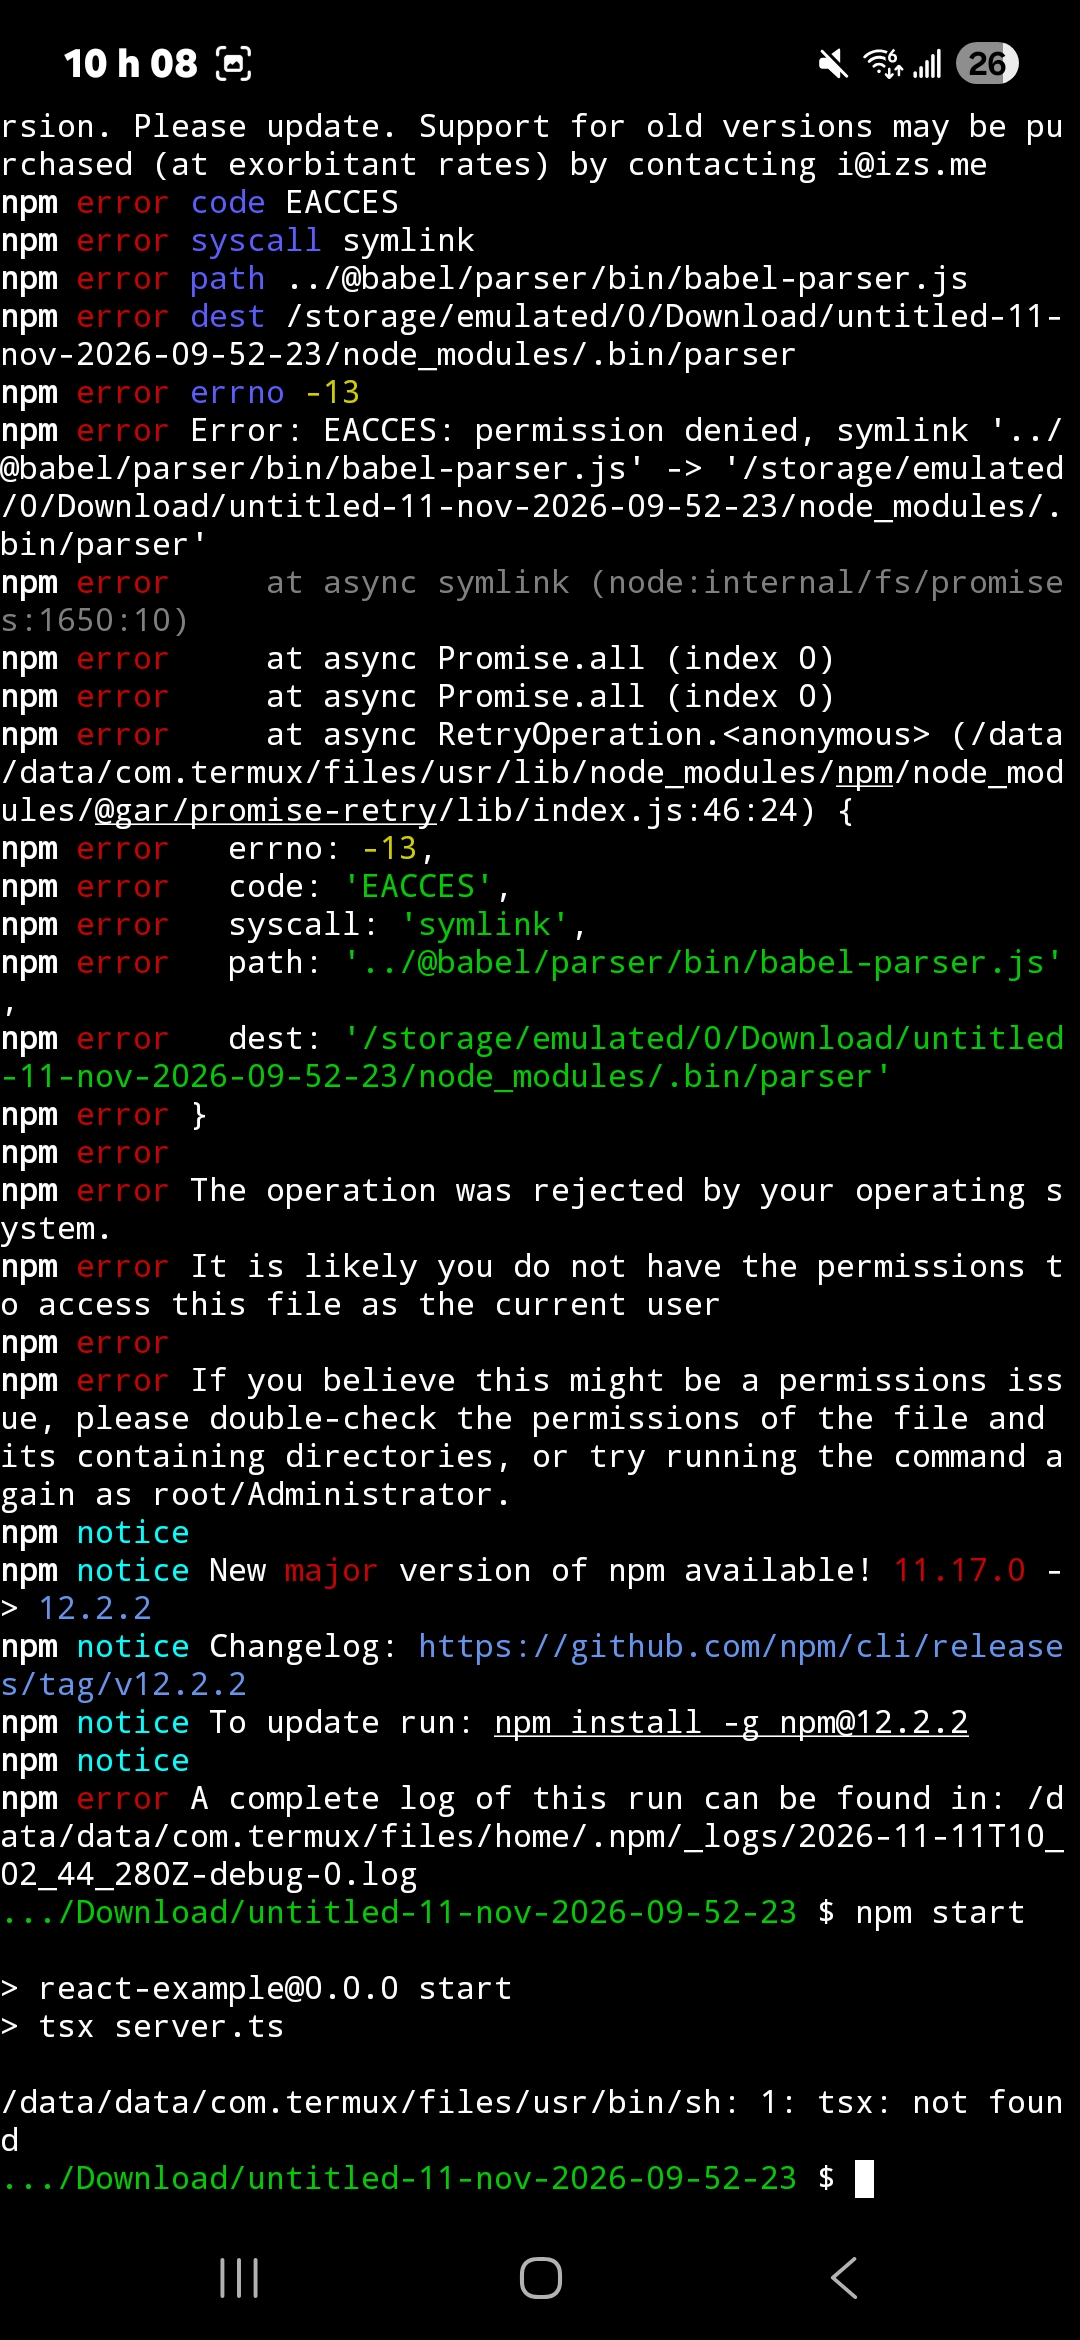 10 h 08
6
26
rsion. Please update. Support for old versions may be pu
rchased (at exorbitant rates) by contacting i@izs.me
npm error code EACCES
npm error syscall symlink
npm error path ../@babel/parser/bin/babel-parser.js
npm error dest /storage/emulated/0/Download/untitled-11-
nov-2026-09-52-23/node_modules/.bin/parser
npm error errno -13
npm error Error: EACCES: permission denied, symlink '../
@babel/parser/bin/babel-parser.js' -> '/storage/emulated
/0/Download/untitled-11-nov-2026-09-52-23/node_modules/.
bin/parser'
npm error     at async symlink (node:internal/fs/promise
s:1650:10)
npm error     at async Promise.all (index 0)
npm error     at async Promise.all (index 0)
npm error     at async RetryOperation.<anonymous> (/data
/data/com.termux/files/usr/lib/node_modules/npm/node_mod
ules/@gar/promise-retry/lib/index.js:46:24) {
npm error   errno: -13,
npm error   code: 'EACCES',
npm error   syscall: 'symlink',
npm error   path: '../@babel/parser/bin/babel-parser.js'
,
npm error   dest: '/storage/emulated/0/Download/untitled
-11-nov-2026-09-52-23/node_modules/.bin/parser'
npm error }
npm error
npm error The operation was rejected by your operating s
ystem.
npm error It is likely you do not have the permissions t
o access this file as the current user
npm error
npm error If you believe this might be a permissions iss
ue, please double-check the permissions of the file and
its containing directories, or try running the command a
gain as root/Administrator.
npm notice
npm notice New major version of npm available! 11.17.0 -
> 12.2.2
npm notice Changelog: https://github.com/npm/cli/release
s/tag/v12.2.2
npm notice To update run: npm install -g npm@12.2.2
npm notice
npm error A complete log of this run can be found in: /d
ata/data/com.termux/files/home/.npm/_logs/2026-11-11T10_
02_44_280Z-debug-0.log
.../Download/untitled-11-nov-2026-09-52-23 $ npm start
> react-example@0.0.0 start
> tsx server.ts
/data/data/com.termux/files/usr/bin/sh: 1: tsx: not foun
d
.../Download/untitled-11-nov-2026-09-52-23 $